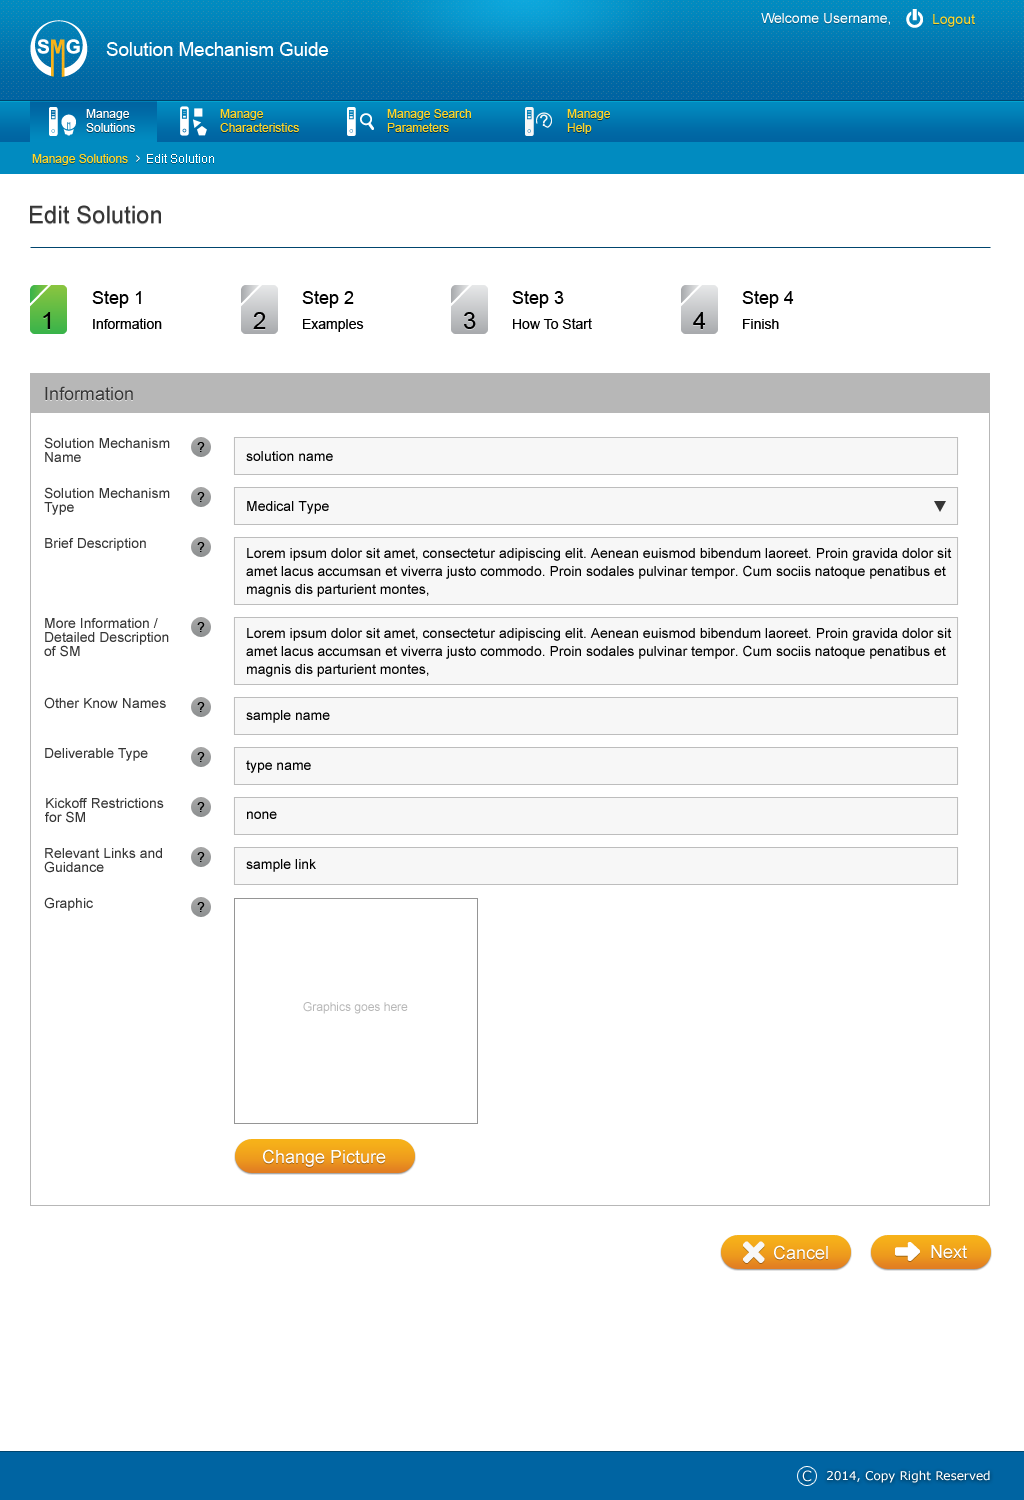 Welcome Username,
Logout
SMG
Solution Mechanism Guide
Manage
Solutions
Manage
Characteristics
Manage Search
Parameters
Manage
Help
Manage Solutions > Edit Solution
Edit Solution
1
Step 1
Information
2
Step 2
Examples
3
Step 3
How To Start
4
Step 4
Finish
Information
Solution Mechanism
Name
?
solution name
Solution Mechanism
Type
?
Medical Type
Brief Description
?
Lorem ipsum dolor sit amet, consectetur adipiscing elit. Aenean euismod bibendum laoreet. Proin gravida dolor sit
amet lacus accumsan et viverra justo commodo. Proin sodales pulvinar tempor. Cum sociis natoque penatibus et
magnis dis parturient montes,
More Information /
Detailed Description
of SM
?
Lorem ipsum dolor sit amet, consectetur adipiscing elit. Aenean euismod bibendum laoreet. Proin gravida dolor sit
amet lacus accumsan et viverra justo commodo. Proin sodales pulvinar tempor. Cum sociis natoque penatibus et
magnis dis parturient montes,
Other Know Names
?
sample name
Deliverable Type
?
type name
Kickoff Restrictions
for SM
?
none
Relevant Links and
Guidance
?
sample link
Graphic
?
Graphics goes here
Change Picture
Cancel
Next
© 2014, Copy Right Reserved